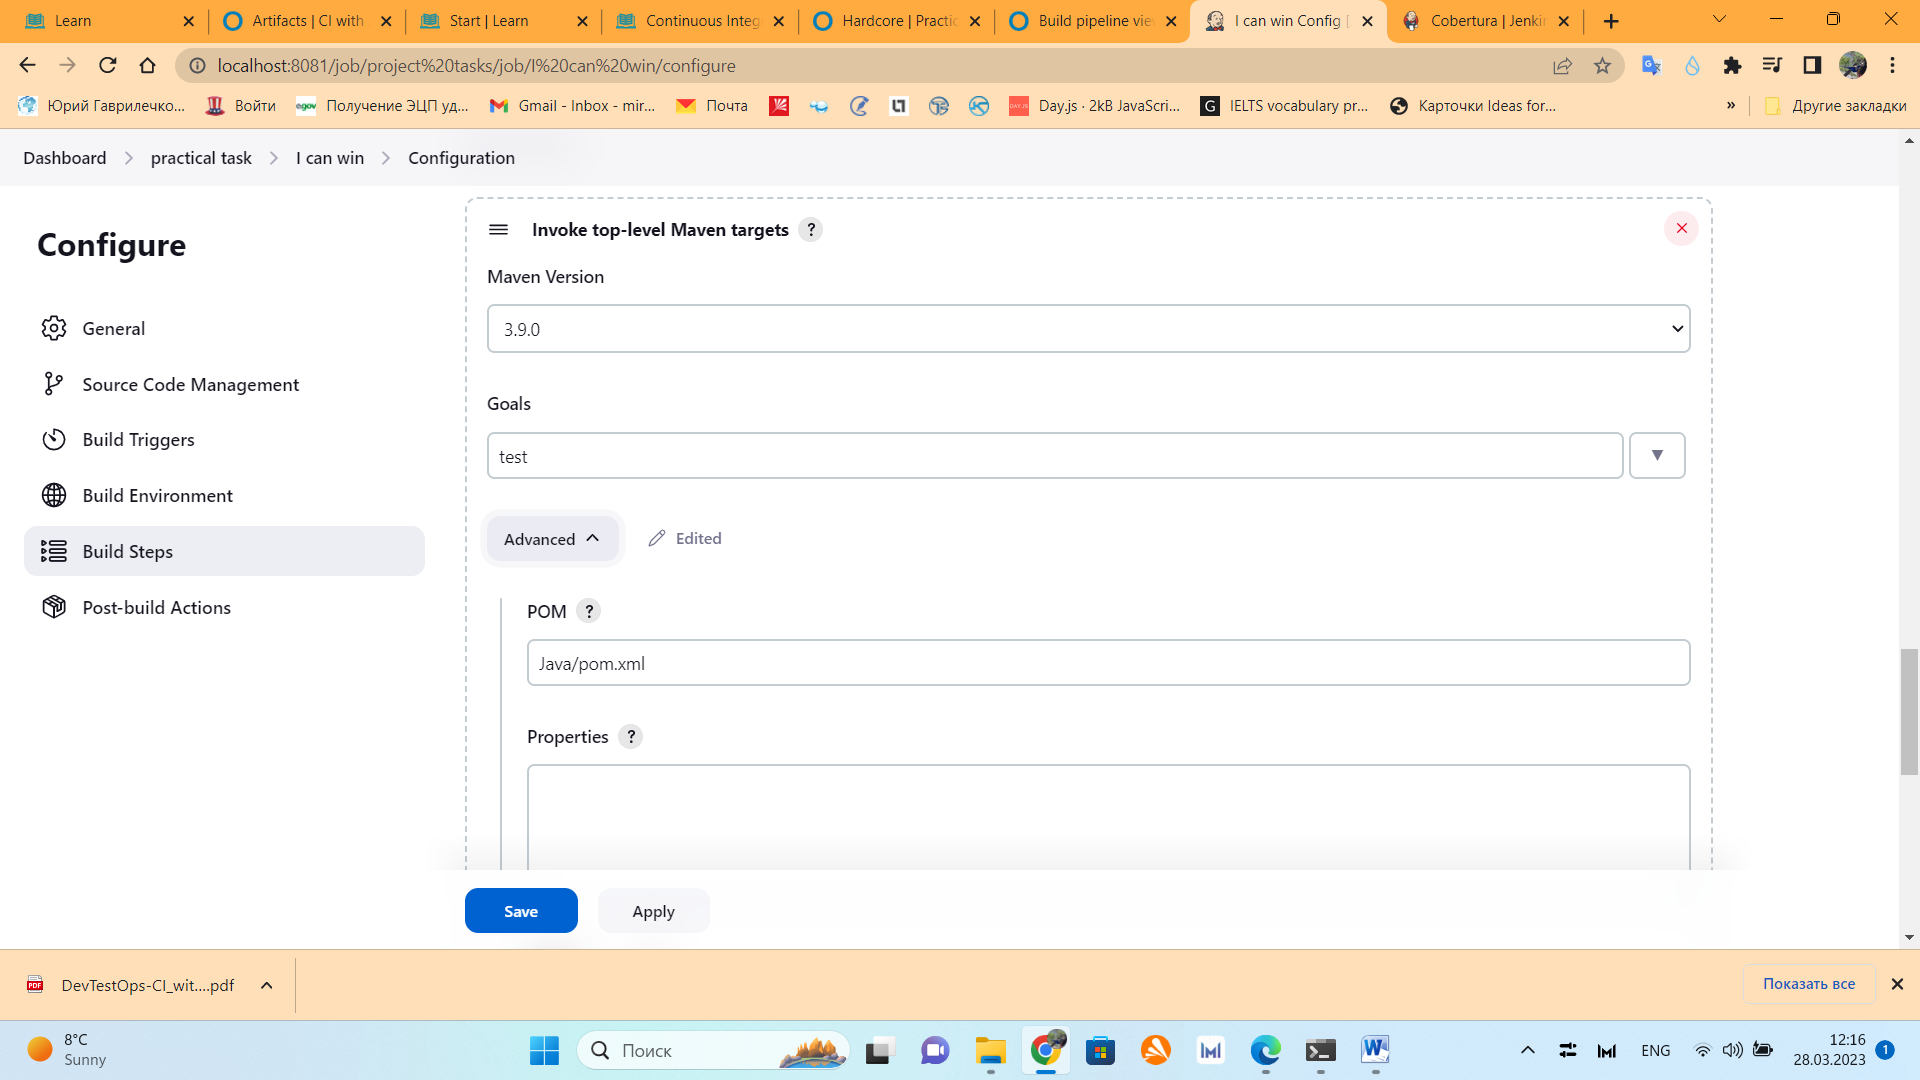 Learn
Artifacts | CI with
Start | Learn
Continuous Integ
Hardcore | Practic
Build pipeline vie
I can win Config [
Cobertura | Jenki
localhost:8081/job/project%20tasks/job/I%20can%20win/configure
Юрий Гаврилечко...
Войти
Получение ЭЦП уд...
Gmail - Inbox - mir...
Почта
Day.js · 2kB JavaScri...
IELTS vocabulary pr...
Карточки Ideas for...
»
Другие закладки
Dashboard
practical task
I can win
Configuration
Configure
General
Source Code Management
Build Triggers
Build Environment
Build Steps
Post-build Actions
Invoke top-level Maven targets ?
Maven Version
3.9.0
Goals
test
Advanced
Edited
POM ?
Java/pom.xml
Properties ?
Save
Apply
DevTestOps-CI_wit....pdf
Показать все
8°C
Sunny
Поиск
ENG
12:16
28.03.2023
1